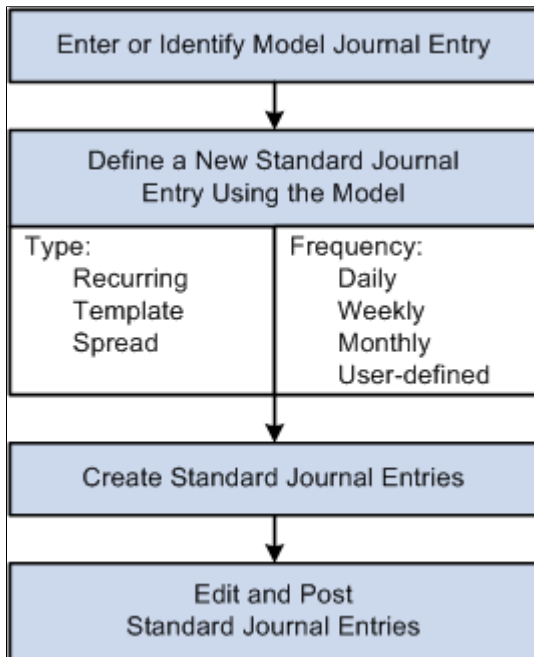 Enter or Identify Model Journal Entry
Define a New Standard Journal
Entry Using the Model
Type:
Recurring
Template
Spread
Frequency:
Daily
Weekly
Monthly
User-defined
Create Standard Journal Entries
Edit and Post
Standard Journal Entries